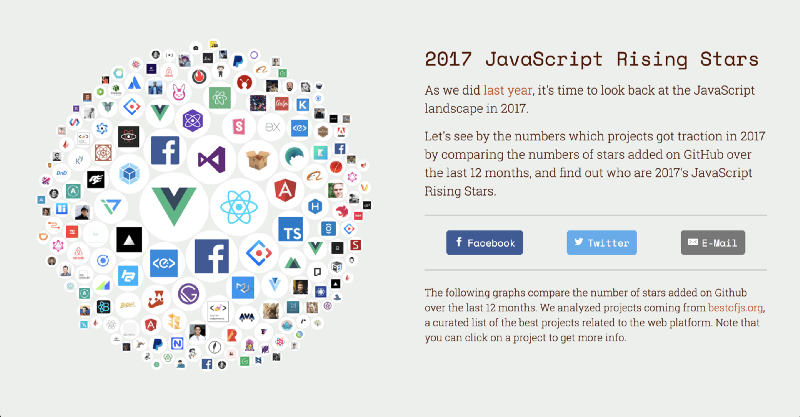 2017 JavaScript Rising Stars
As we did last year, it's time to look back at the JavaScript
landscape in 2017.
Let's see by the numbers which projects got traction in 2017
by comparing the numbers of stars added on GitHub over
the last 12 months, and find out who are 2017's JavaScript
Rising Stars.
Facebook
Twitter
E-Mail
The following graphs compare the number of stars added on Github
over the last 12 months. We analyzed projects coming from bestofjs.org,
a curated list of the best projects related to the web platform. Note that
you can click on a project to get more info.
BX
TS
AVA